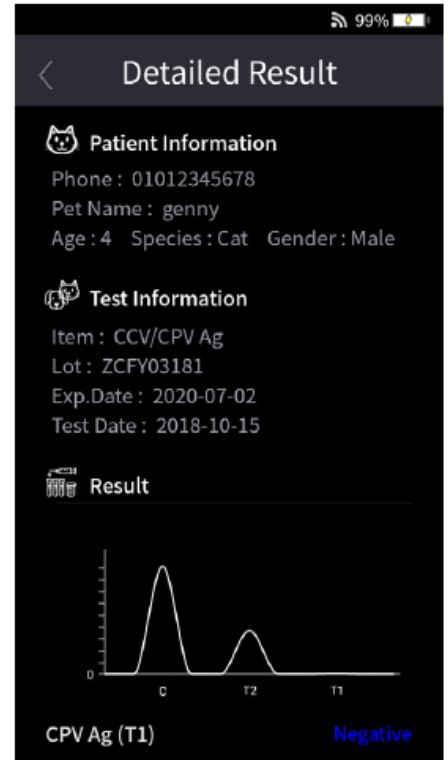 99%
Detailed Result
Patient Information
Phone : 01012345678
Pet Name : genny
Age : 4 Species : Cat Gender : Male
Test Information
Item : CCV/CPV Ag
Lot : ZCFY03181
Exp.Date : 2020-07-02
Test Date : 2018-10-15
Result
0
C T2 T1
CPV Ag (T1) Negative